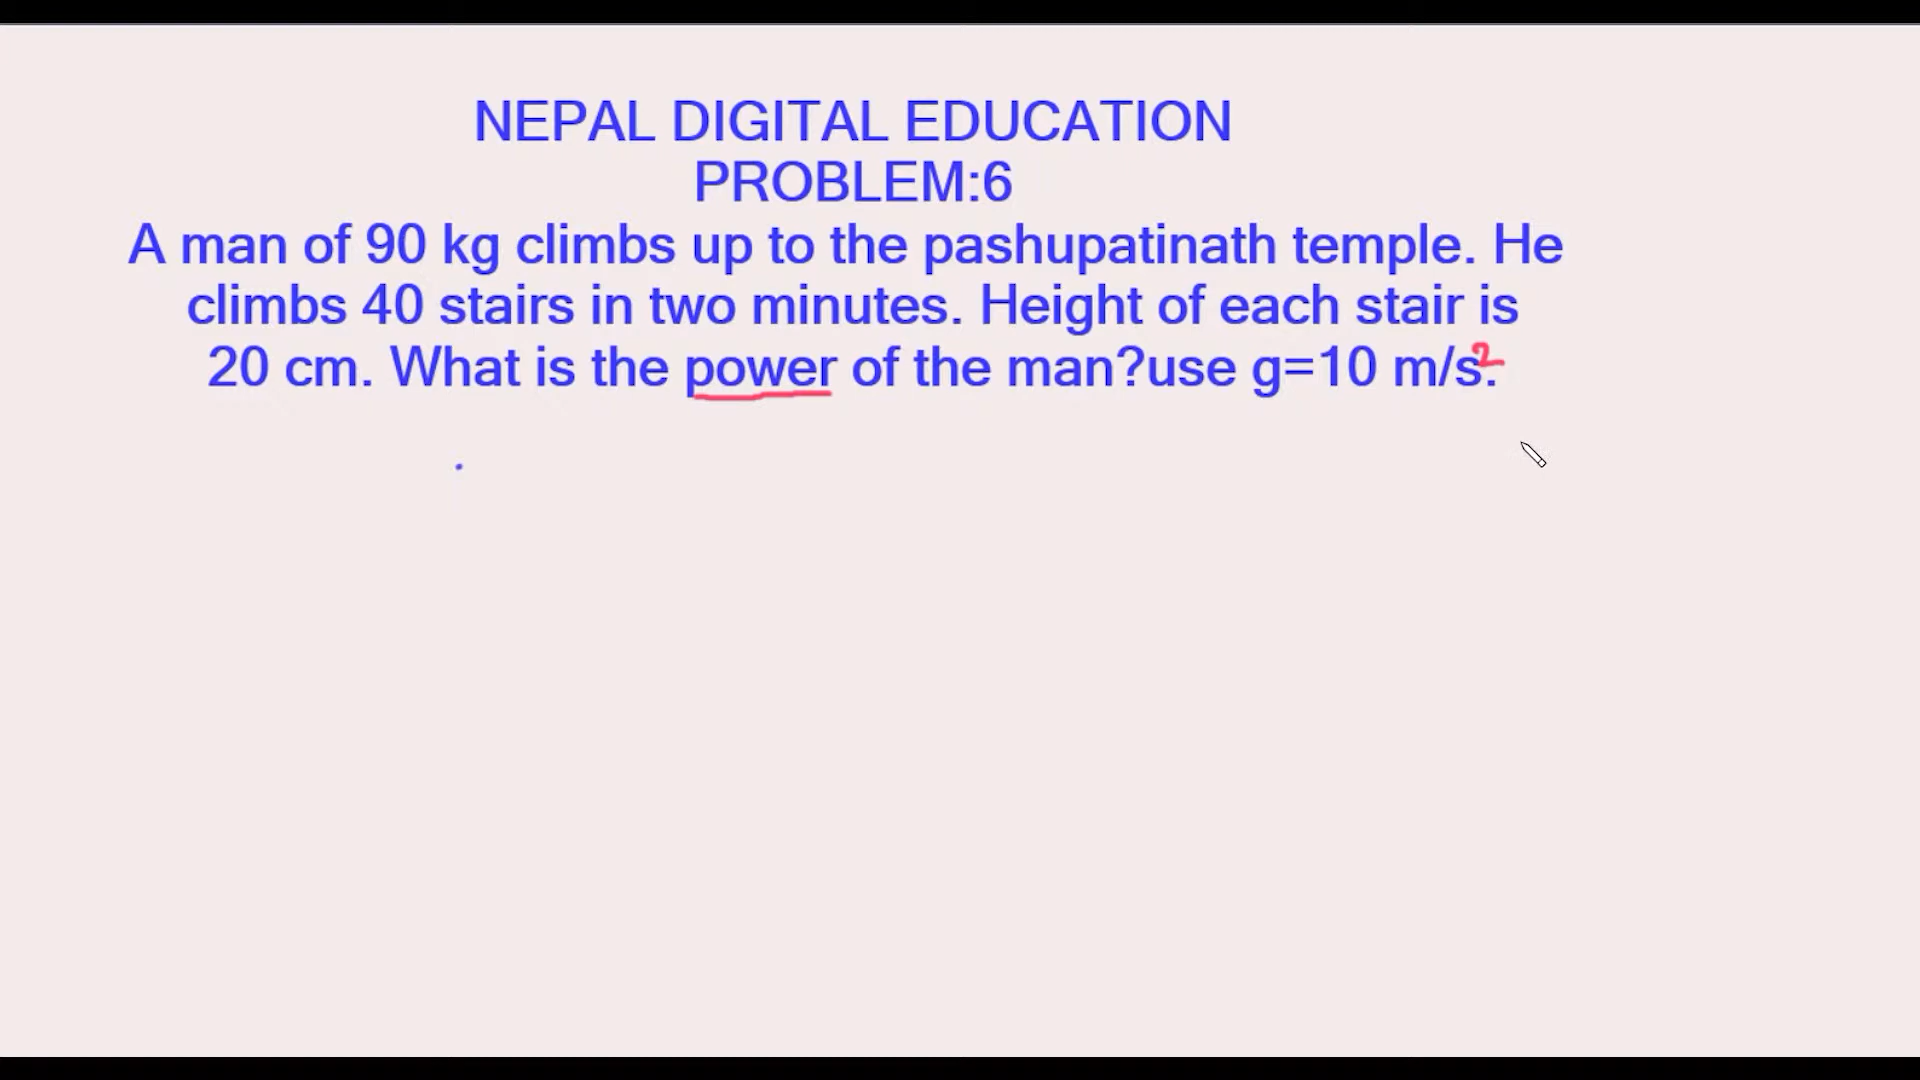 NEPAL DIGITAL EDUCATION
PROBLEM:6
A man of 90 kg climbs up to the pashupatinath temple. He
climbs 40 stairs in two minutes. Height of each stair is
20 cm. What is the power of the man?use g=10 m/s².